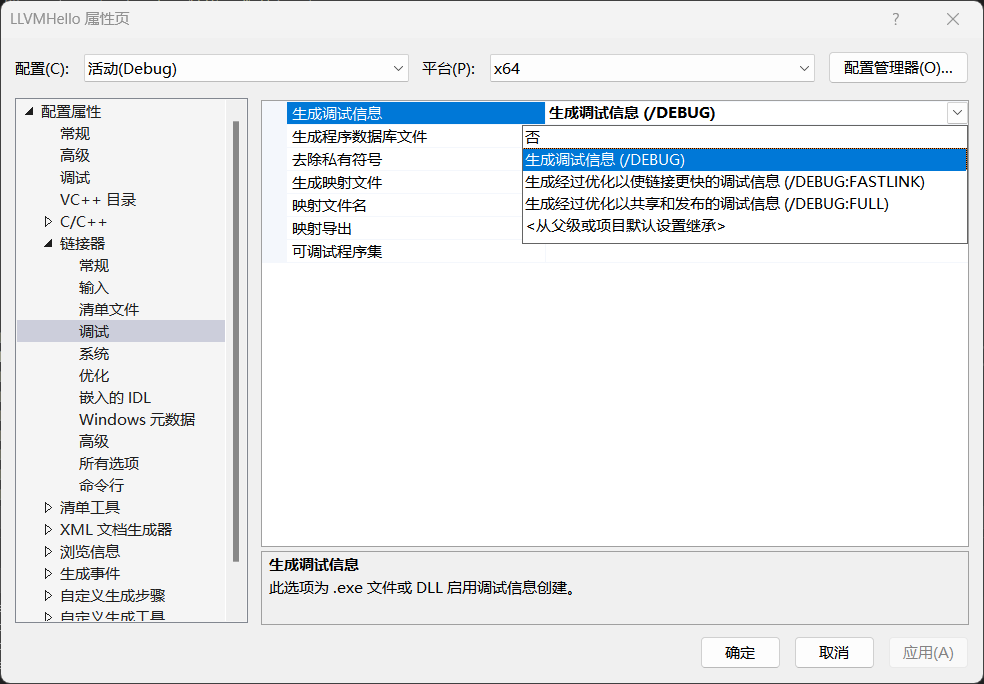 LLVMHello 属性页
配置(C): 活动(Debug) 平台(P): x64 配置管理器(O)...
配置属性
常规
高级
调试
VC++ 目录
C/C++
链接器
常规
输入
清单文件
调试
系统
优化
嵌入的 IDL
Windows 元数据
高级
所有选项
命令行
清单工具
XML 文档生成器
浏览信息
生成事件
自定义生成步骤
自定义生成工具
生成调试信息 生成调试信息 (/DEBUG)
生成程序数据库文件
去除私有符号
生成映射文件
映射文件名
映射导出
可调试程序集
否
生成调试信息 (/DEBUG)
生成经过优化以使链接更快的调试信息 (/DEBUG:FASTLINK)
生成经过优化以共享和发布的调试信息 (/DEBUG:FULL)
<从父级或项目默认设置继承>
生成调试信息
此选项为 .exe 文件或 DLL 启用调试信息创建。
确定 取消 应用(A)